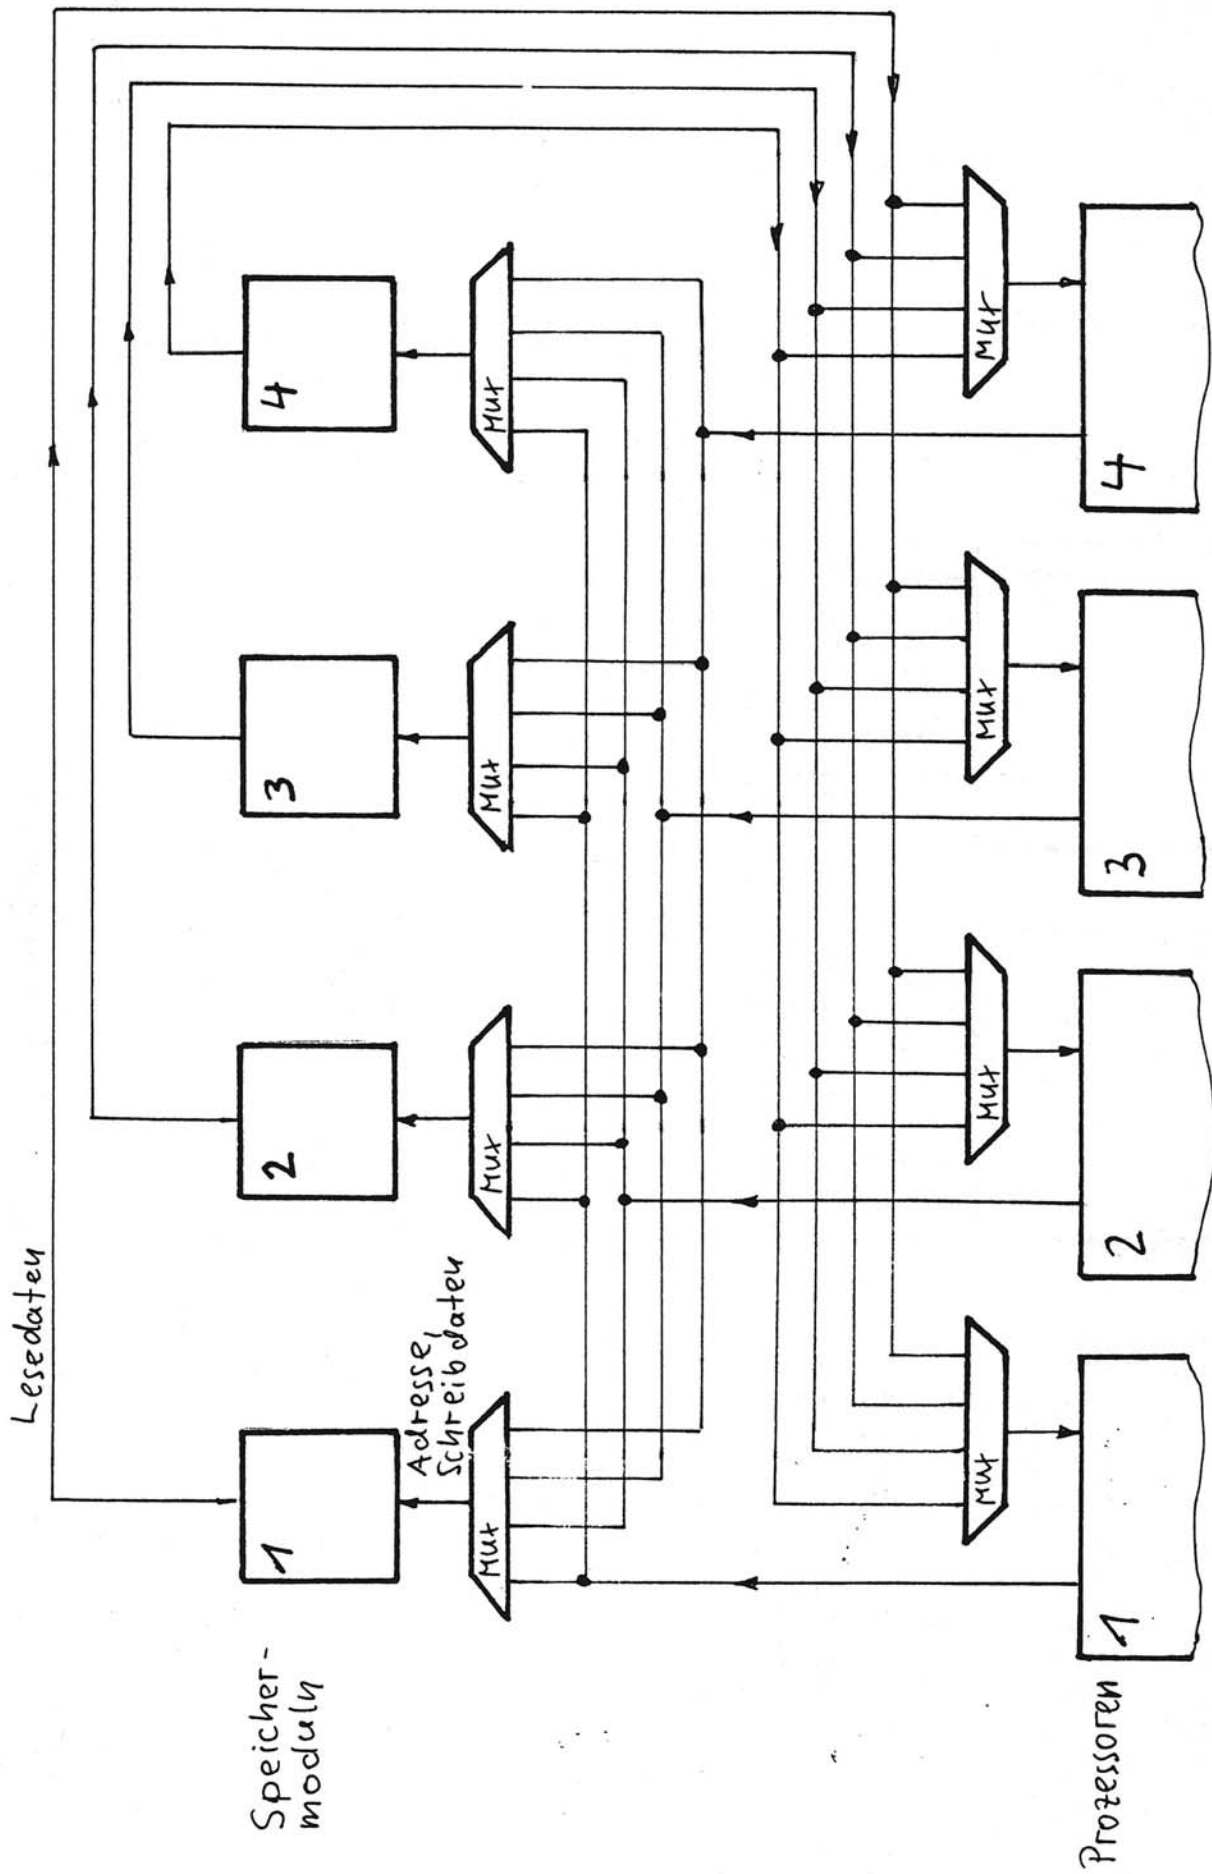 Lesedaten
Speicher-
moduln
1
2
3
4
Adresse,
Schreibdaten
Mux
Mux
Mux
Mux
Mux
Mux
Mux
Mux
Prozessoren
1
2
3
4